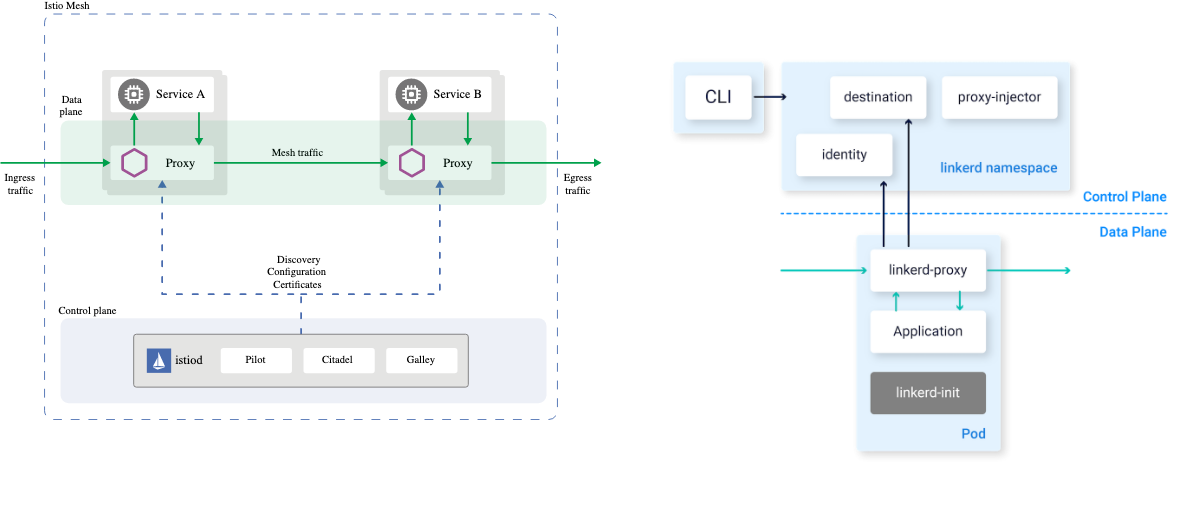 Istio Mesh
Data
plane
Service A
Service B
Proxy
Mesh traffic
Proxy
Ingress
traffic
Egress
traffic
Discovery
Configuration
Certificates
Control plane
istiod
Pilot
Citadel
Galley
CLI
destination
proxy-injector
identity
linkerd namespace
Control Plane
Data Plane
linkerd-proxy
Application
linkerd-init
Pod